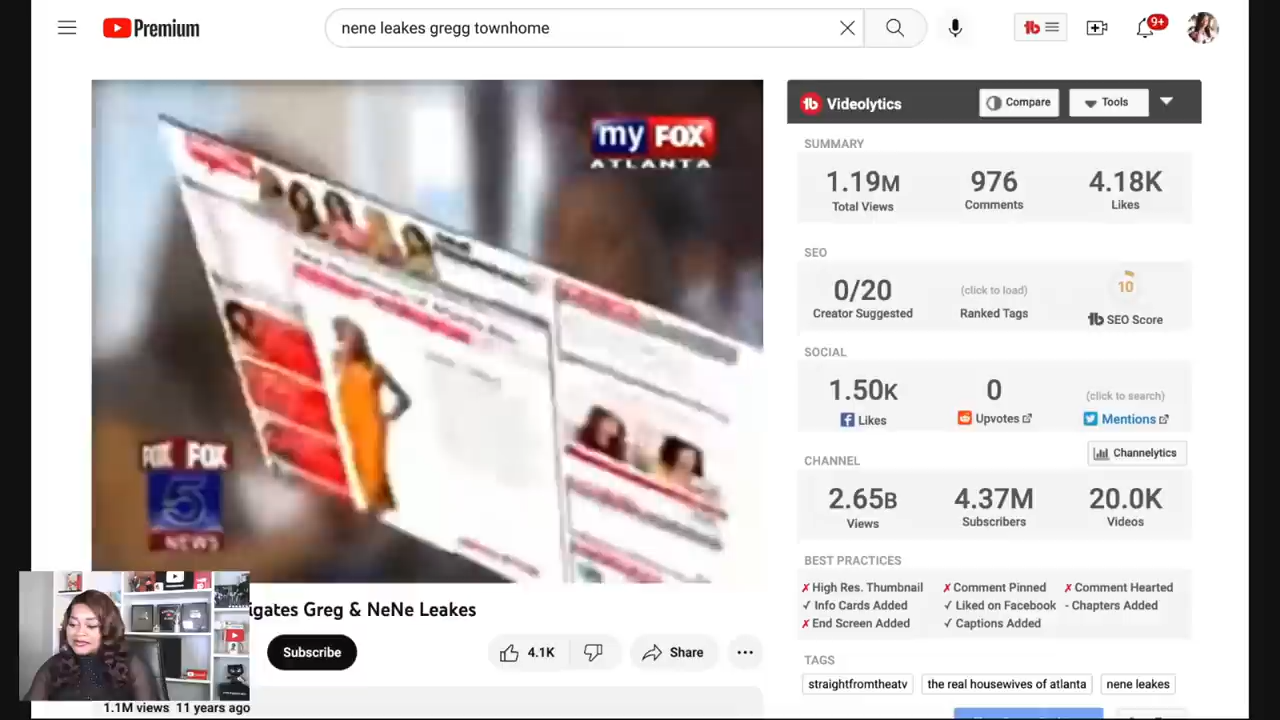 Premium
nene leakes gregg townhome
9+
my FOX
ATLANTA
FOX FOX
5
NEWS
Videolytics
Compare
Tools
SUMMARY
1.19M
976
4.18K
Total Views
Comments
Likes
SEO
0/20
(click to load)
10
Creator Suggested
Ranked Tags
SEO Score
SOCIAL
1.50K
0
(click to search)
Likes
Upvotes
Mentions
Channelytics
CHANNEL
2.65B
4.37M
20.0K
Views
Subscribers
Videos
BEST PRACTICES
✗ High Res. Thumbnail
✗ Comment Pinned
✗ Comment Hearted
✓ Info Cards Added
✓ Liked on Facebook
- Chapters Added
✗ End Screen Added
✓ Captions Added
TAGS
straightfromtheatv
the real housewives of atlanta
nene leakes
igates Greg & NeNe Leakes
Subscribe
4.1K
Share
1.1M views 11 years ago